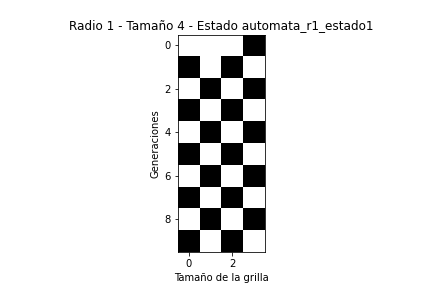 Radio 1 - Tamaño 4 - Estado automata_r1_estado1
0
2
4
6
8
Generaciones
0 2
Tamaño de la grilla